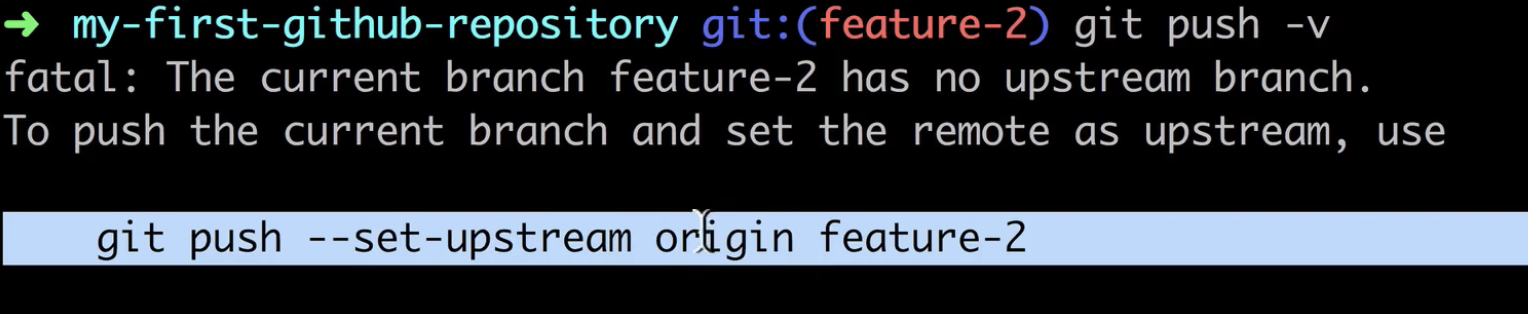 ➜ my-first-github-repository git:(feature-2) git push -v
fatal: The current branch feature-2 has no upstream branch.
To push the current branch and set the remote as upstream, use
git push --set-upstream origin feature-2